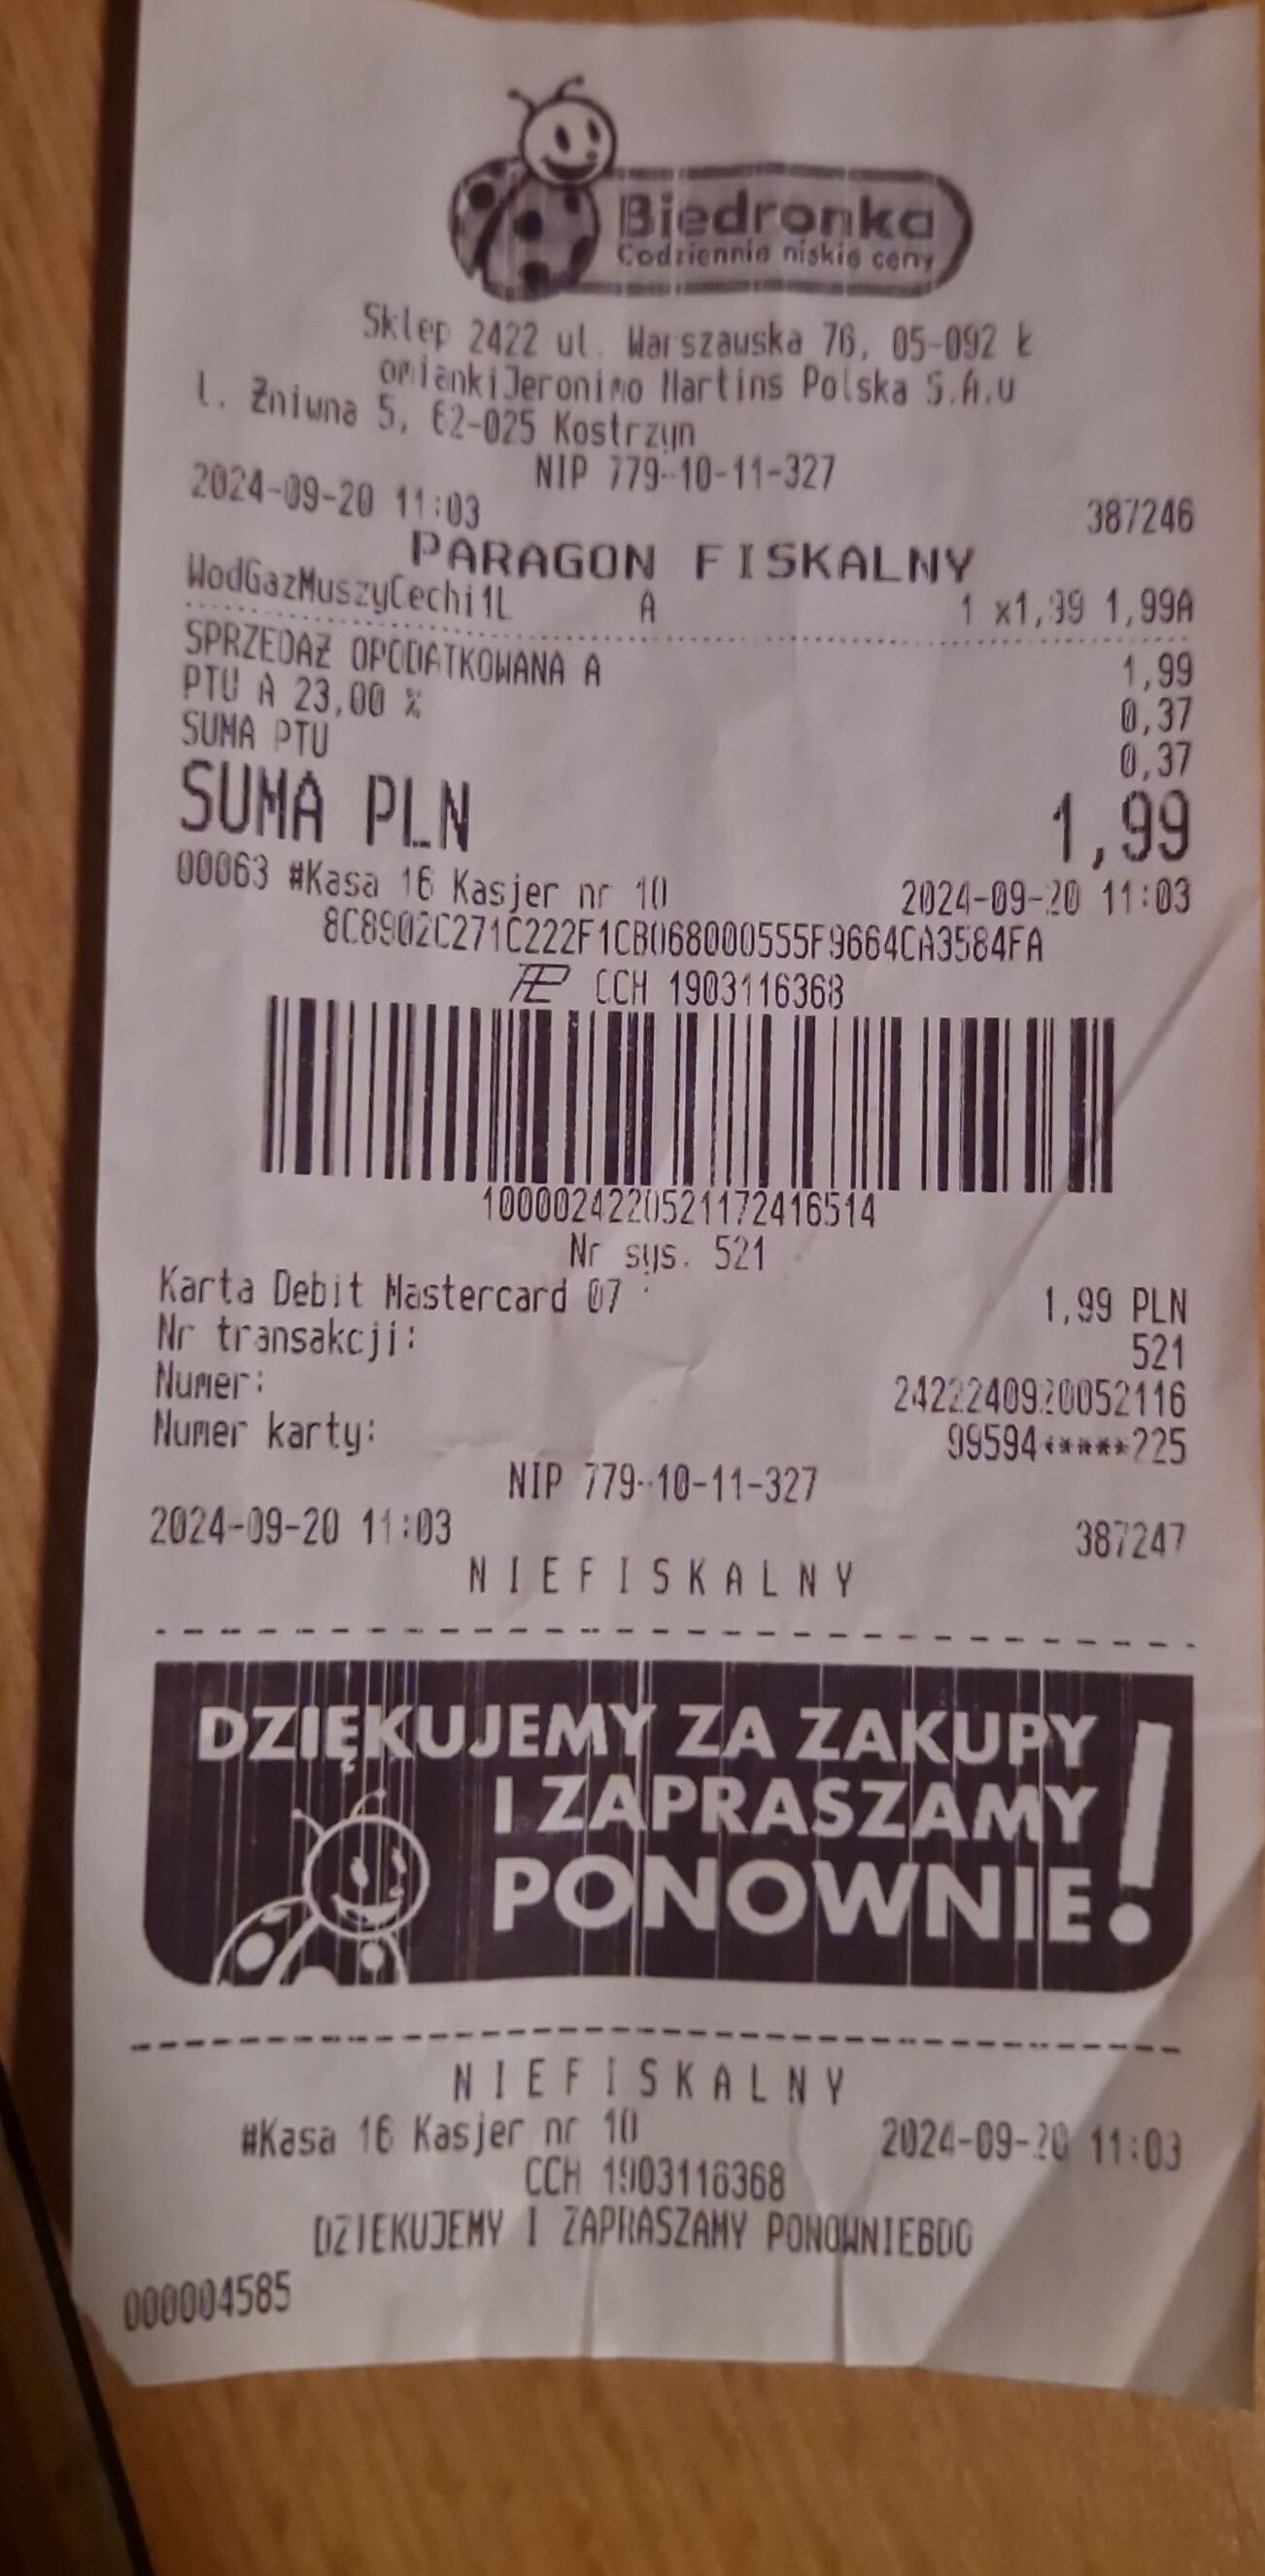 Biedronka
Codziennie niskie ceny
Sklep 2422 ul. Warszawska 76, 05-092 Ł
omiankiJeronimo Martins Polska S.A.u
l. Żniwna 5, 62-025 Kostrzyn
NIP 779-10-11-327
2024-09-20 11:03 387246
PARAGON FISKALNY
WodGazMuszyCechi1L A 1 x1,99 1,99A
SPRZEDAŻ OPODATKOWANA A 1,99
PTU A 23,00 % 0,37
SUMA PTU 0,37
SUMA PLN 1,99
00063 #Kasa 16 Kasjer nr 10 2024-09-20 11:03
8C8902C271C222F1CB068000555F9664CA3584FA
CCH 1903116368
1000024220521172416514
Nr sys. 521
Karta Debit Mastercard 07 1,99 PLN
Nr transakcji: 521
Numer: 2422240920052116
Numer karty: 99594*****225
NIP 779-10-11-327
2024-09-20 11:03 387247
NIEFISKALNY
DZIĘKUJEMY ZA ZAKUPY
I ZAPRASZAMY
PONOWNIE!
NIEFISKALNY
#Kasa 16 Kasjer nr 10 2024-09-20 11:03
CCH 1903116368
DZIEKUJEMY I ZAPRASZAMY PONOWNIEBDO
000004585